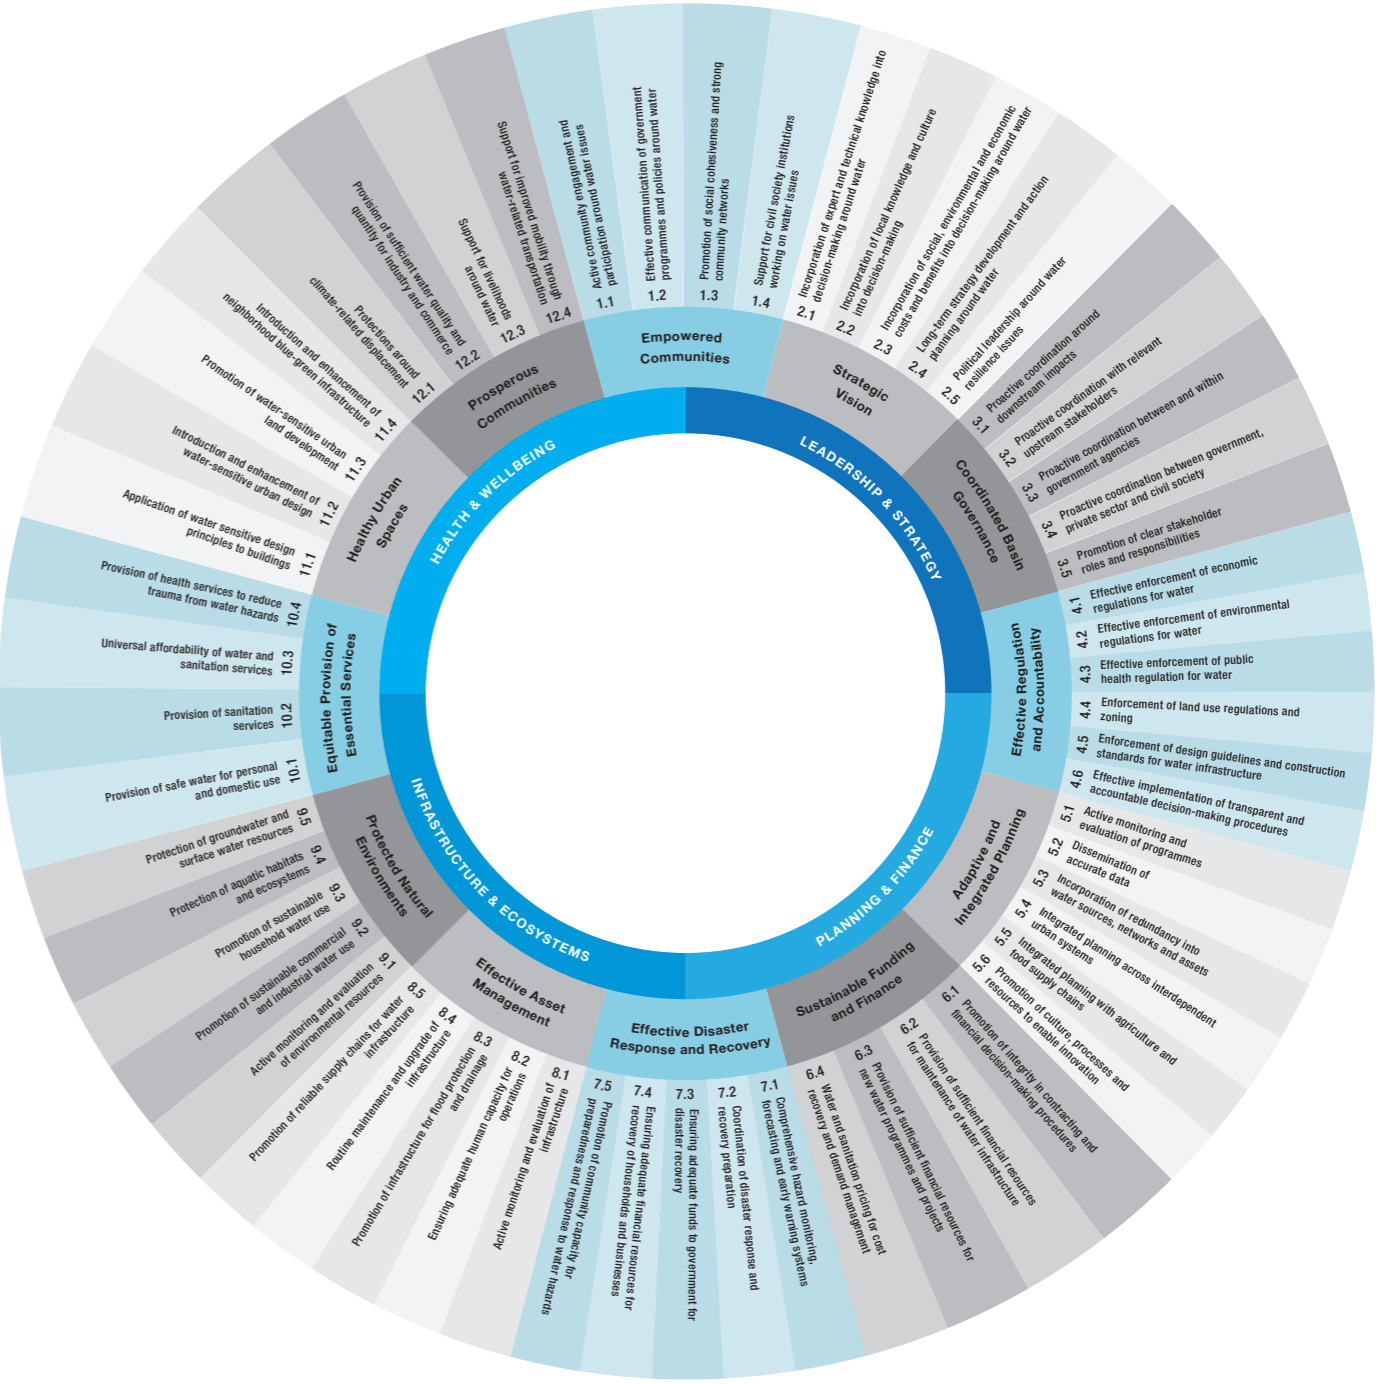 LEADERSHIP & STRATEGY
PLANNING & FINANCE
INFRASTRUCTURE & ECOSYSTEMS
HEALTH & WELLBEING
Empowered
Communities
1.1
Active community engagement and
participation around water issues
1.2
Effective communication of government
programmes and policies around water
1.3
Promotion of social cohesiveness and strong
community networks
1.4
Support for civil society institutions
working on water issues
Strategic
Vision
2.1
Incorporation of expert and technical knowledge into
decision-making around water
2.2
Incorporation of local knowledge and culture
into decision-making
2.3
Incorporation of social, environmental and economic
costs and benefits into decision-making around water
2.4
Long-term strategy development and action
planning around water
2.5
Political leadership around water
resilience issues
Coordinated Basin
Governance
3.1
Proactive coordination around
downstream impacts
3.2
Proactive coordination with relevant
upstream stakeholders
3.3
Proactive coordination between and within
government agencies
3.4
Proactive coordination between government,
private sector and civil society
3.5
Promotion of clear stakeholder
roles and responsibilities
Effective Regulation
and Accountability
4.1
Effective enforcement of economic
regulations for water
4.2
Effective enforcement of environmental
regulations for water
4.3
Effective enforcement of public
health regulation for water
4.4
Enforcement of land use regulations and
zoning
4.5
Enforcement of design guidelines and construction
standards for water infrastructure
4.6
Effective implementation of transparent and
accountable decision-making procedures
Adaptive and
Integrated Planning
5.1
Active monitoring and
evaluation of programmes
5.2
Dissemination of
accurate data
5.3
Incorporation of redundancy into
water sources, networks and assets
5.4
Integrated planning across interdependent
urban systems
5.5
Integrated planning with agriculture and
food supply chains
5.6
Promotion of culture, processes and
resources to enable innovation
Sustainable Funding
and Finance
6.1
Promotion of integrity in contracting and
financial decision-making procedures
6.2
Provision of sufficient financial resources
for maintenance of water infrastructure
6.3
Provision of sufficient financial resources for
new water programmes and projects
6.4
Water and sanitation pricing for cost
recovery and demand management
Effective Disaster
Response and Recovery
7.1
Comprehensive hazard monitoring,
forecasting and early warning systems
7.2
Coordination of disaster response and
recovery preparation
7.3
Ensuring adequate funds to government for
disaster recovery
7.4
Ensuring adequate financial resources for
recovery of households and businesses
7.5
Promotion of community capacity for
preparedness and response to water hazards
Effective Asset
Management
8.1
Active monitoring and evaluation of
infrastructure
8.2
Ensuring adequate human capacity for
operations
8.3
Promotion of infrastructure for flood protection
and drainage
8.4
Routine maintenance and upgrade of
infrastructure
8.5
Promotion of reliable supply chains for water
infrastructure
Protected Natural
Environments
9.1
Active monitoring and evaluation
of environmental resources
9.2
Promotion of sustainable commercial
and industrial water use
9.3
Promotion of sustainable
household water use
9.4
Protection of aquatic habitats
and ecosystems
9.5
Protection of groundwater and
surface water resources
Equitable Provision of
Essential Services
10.1
Provision of safe water for personal
and domestic use
10.2
Provision of sanitation
services
10.3
Universal affordability of water and
sanitation services
10.4
Provision of health services to reduce
trauma from water hazards
Healthy Urban
Spaces
11.1
Application of water sensitive design
principles to buildings
11.2
Introduction and enhancement of
water-sensitive urban design
11.3
Promotion of water-sensitive urban
land development
11.4
Introduction and enhancement of
neighborhood blue-green infrastructure
Prosperous
Communities
12.1
Protections around
climate-related displacement
12.2
Provision of sufficient water quality and
quantity for industry and commerce
12.3
Support for livelihoods
around water
12.4
Support for improved mobility through
water-related transportation